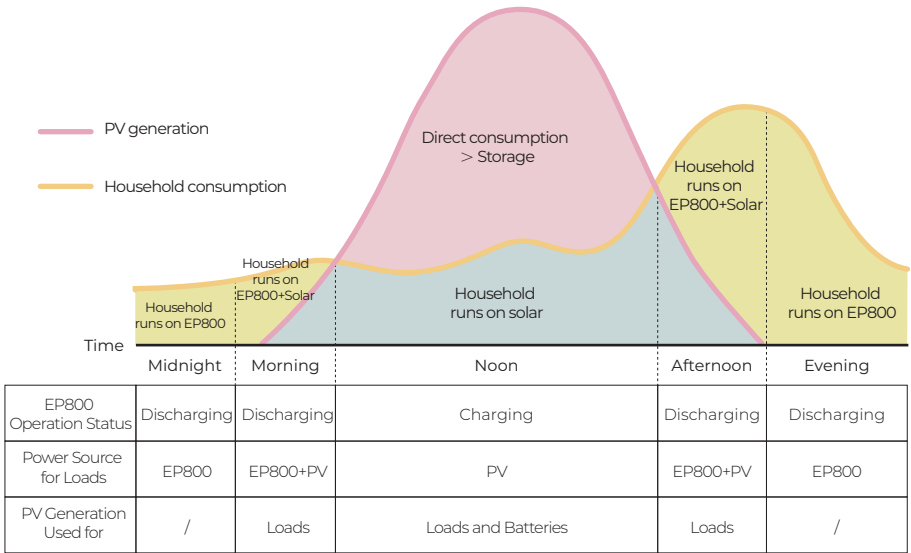 PV generation
Household consumption
Direct consumption
> Storage
Household
runs on
EP800+Solar
Household
runs on
EP800+Solar
Household
runs on EP800
Household
runs on solar
Household
runs on EP800
Time
Midnight
Morning
Noon
Afternoon
Evening
EP800
Operation Status
Discharging
Discharging
Charging
Discharging
Discharging
Power Source
for Loads
EP800
EP800+PV
PV
EP800+PV
EP800
PV Generation
Used for
/
Loads
Loads and Batteries
Loads
/